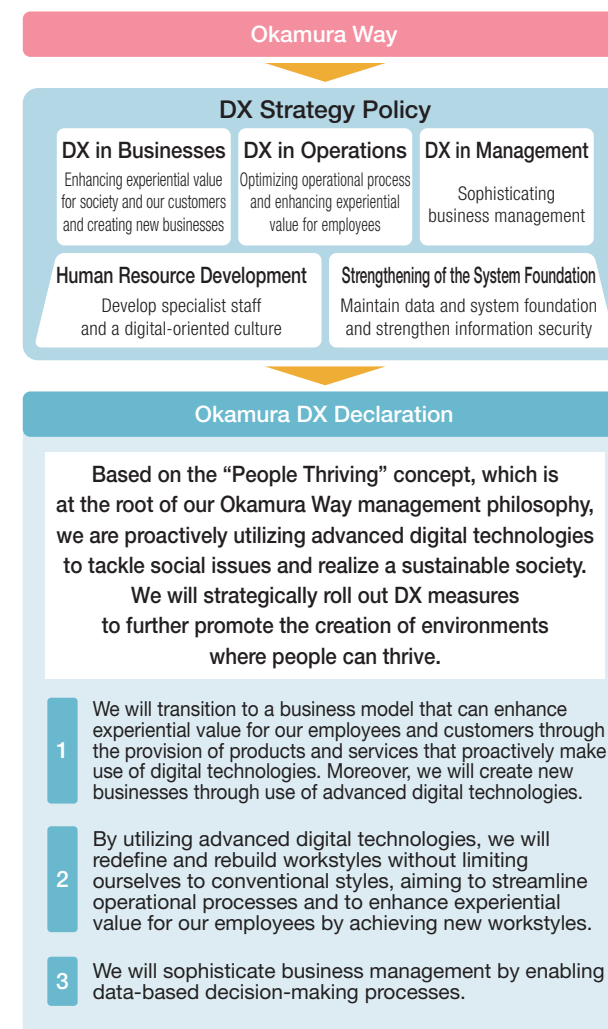 Okamura Way
DX Strategy Policy
DX in Businesses
Enhancing experiential value
for society and our customers
and creating new businesses
DX in Operations
Optimizing operational process
and enhancing experiential
value for employees
DX in Management
Sophisticating
business management
Human Resource Development
Develop specialist staff
and a digital-oriented culture
Strengthening of the System Foundation
Maintain data and system foundation
and strengthen information security
Okamura DX Declaration
Based on the “People Thriving” concept, which is
at the root of our Okamura Way management philosophy,
we are proactively utilizing advanced digital technologies
to tackle social issues and realize a sustainable society.
We will strategically roll out DX measures
to further promote the creation of environments
where people can thrive.
1
We will transition to a business model that can enhance
experiential value for our employees and customers through
the provision of products and services that proactively make
use of digital technologies. Moreover, we will create new
businesses through use of advanced digital technologies.
2
By utilizing advanced digital technologies, we will
redefine and rebuild workstyles without limiting
ourselves to conventional styles, aiming to streamline
operational processes and to enhance experiential
value for our employees by achieving new workstyles.
3
We will sophisticate business management by enabling
data-based decision-making processes.